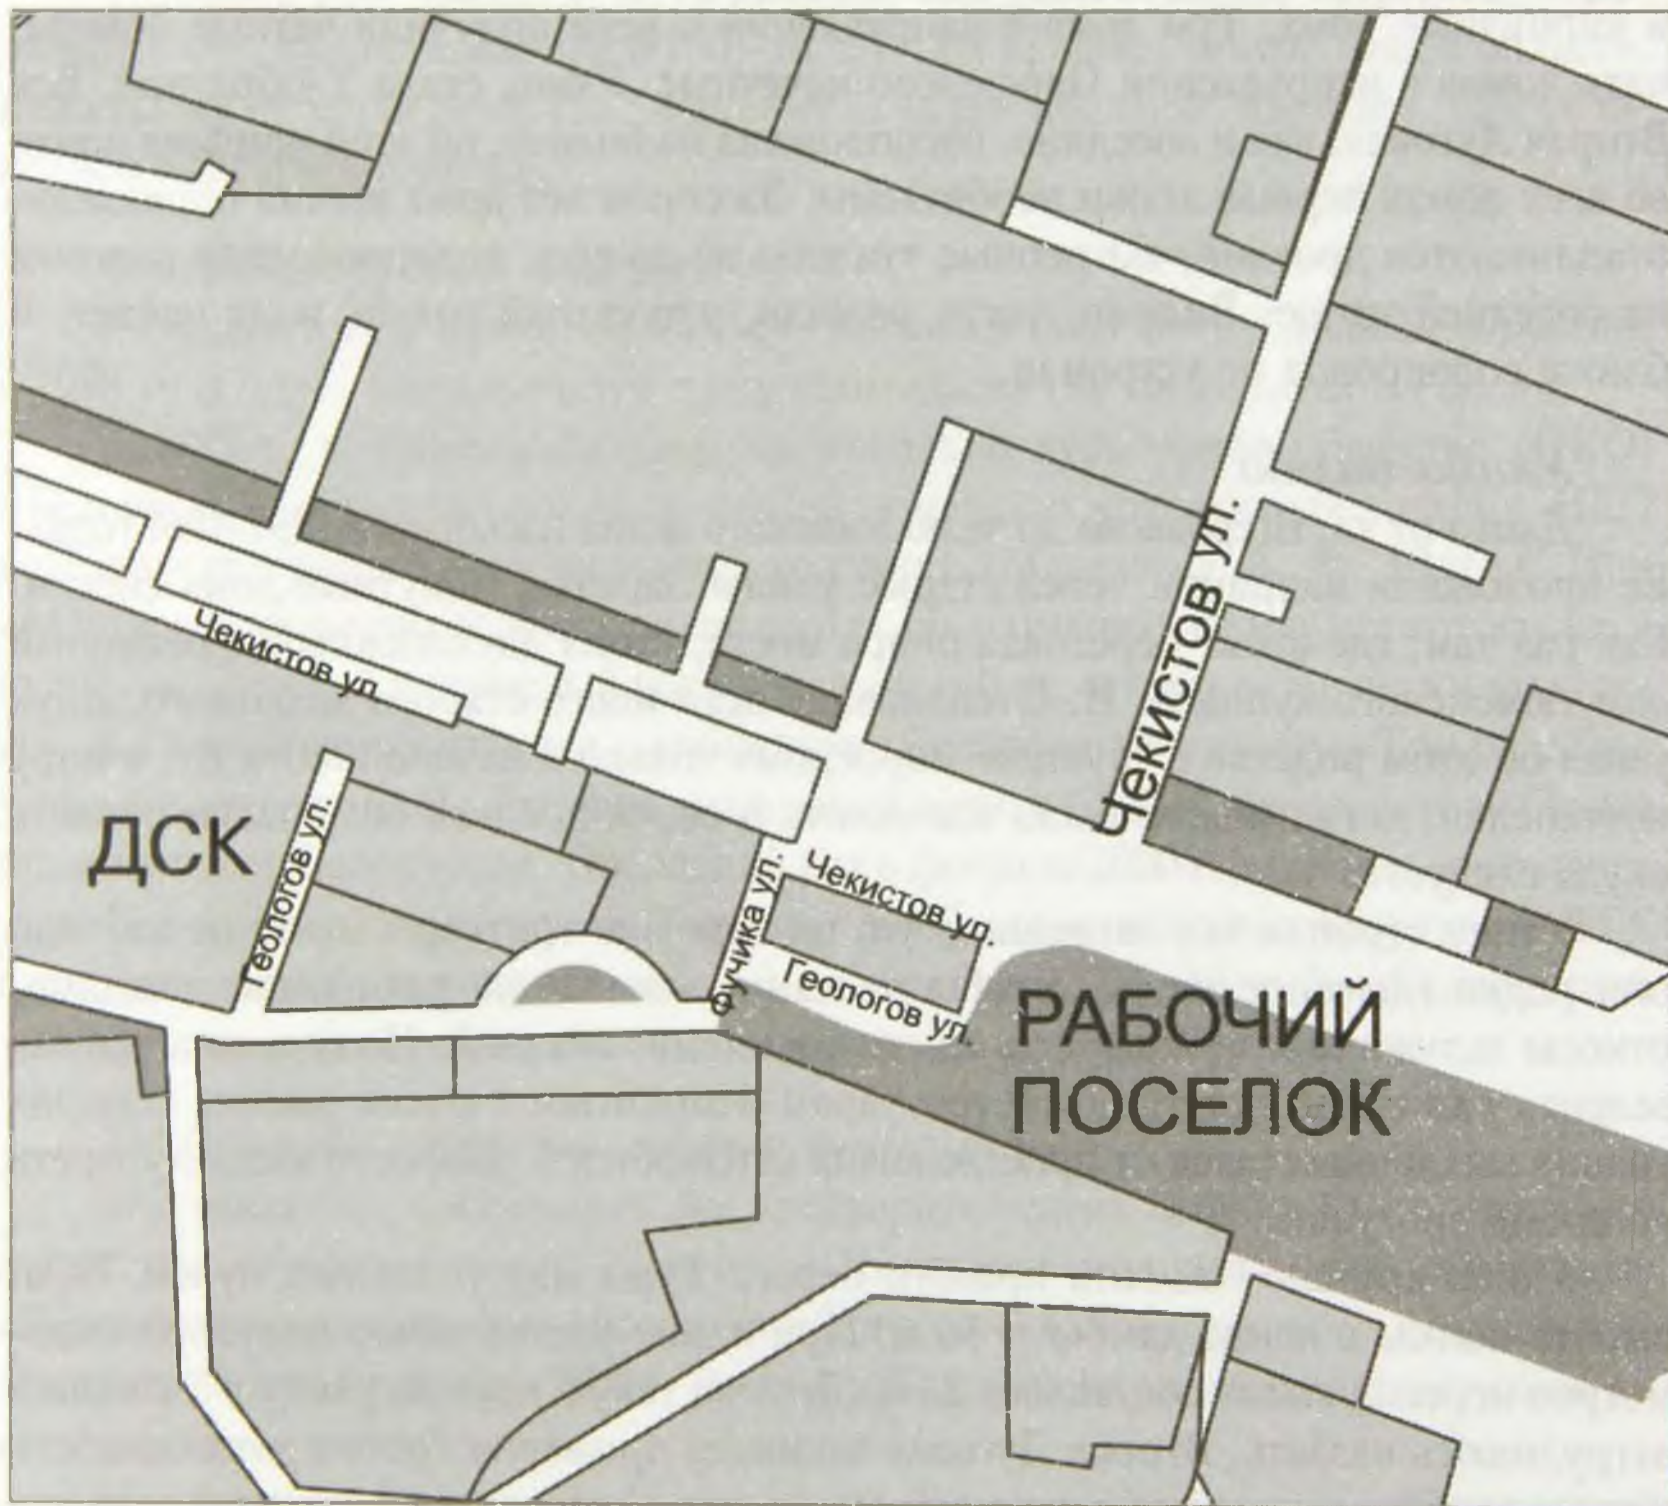 Чекистов ул.
Чекистов ул.
ДСК
Геологов ул.
Фучика ул.
Чекистов ул.
Геологов ул.
РАБОЧИЙ
ПОСЕЛОК